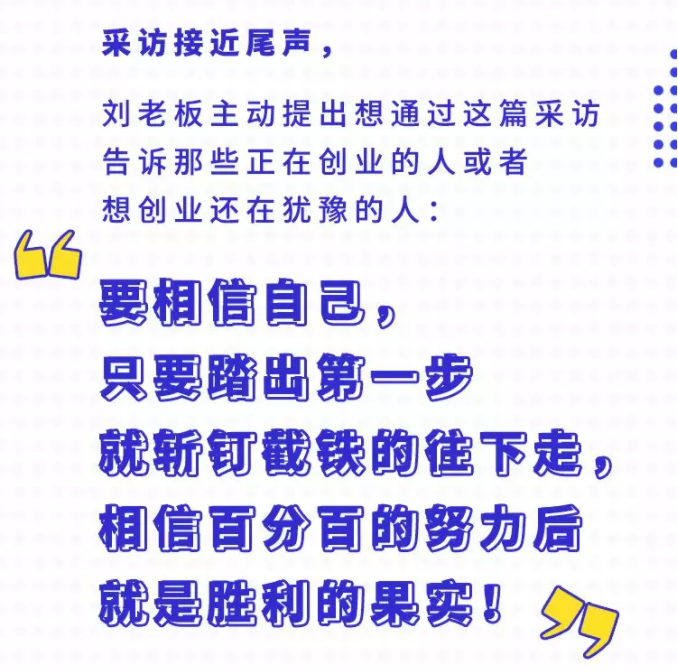 采访接近尾声，
刘老板主动提出想通过这篇采访
告诉那些正在创业的人或者
想创业还在犹豫的人：
要相信自己，
只要踏出第一步
就斩钉截铁的往下走，
相信百分百的努力后
就是胜利的果实！